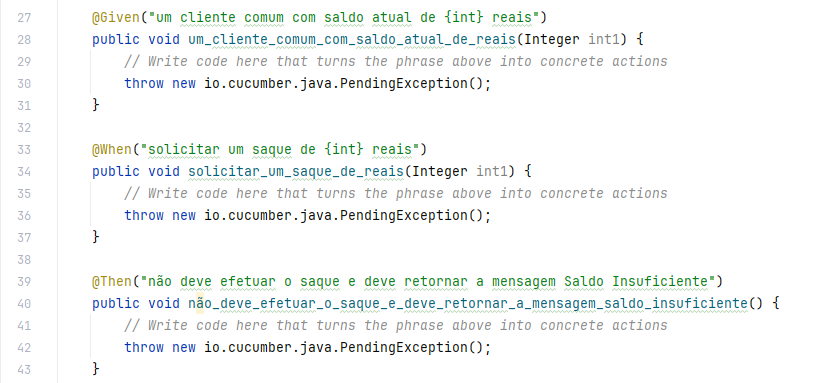 27 @Given("um cliente comum com saldo atual de {int} reais")
28 public void um_cliente_comum_com_saldo_atual_de_reais(Integer int1) {
29 // Write code here that turns the phrase above into concrete actions
30 throw new io.cucumber.java.PendingException();
31 }
32
33 @When("solicitar um saque de {int} reais")
34 public void solicitar_um_saque_de_reais(Integer int1) {
35 // Write code here that turns the phrase above into concrete actions
36 throw new io.cucumber.java.PendingException();
37 }
38
39 @Then("não deve efetuar o saque e deve retornar a mensagem Saldo Insuficiente")
40 public void não_deve_efetuar_o_saque_e_deve_retornar_a_mensagem_saldo_insuficiente() {
41 // Write code here that turns the phrase above into concrete actions
42 throw new io.cucumber.java.PendingException();
43 }